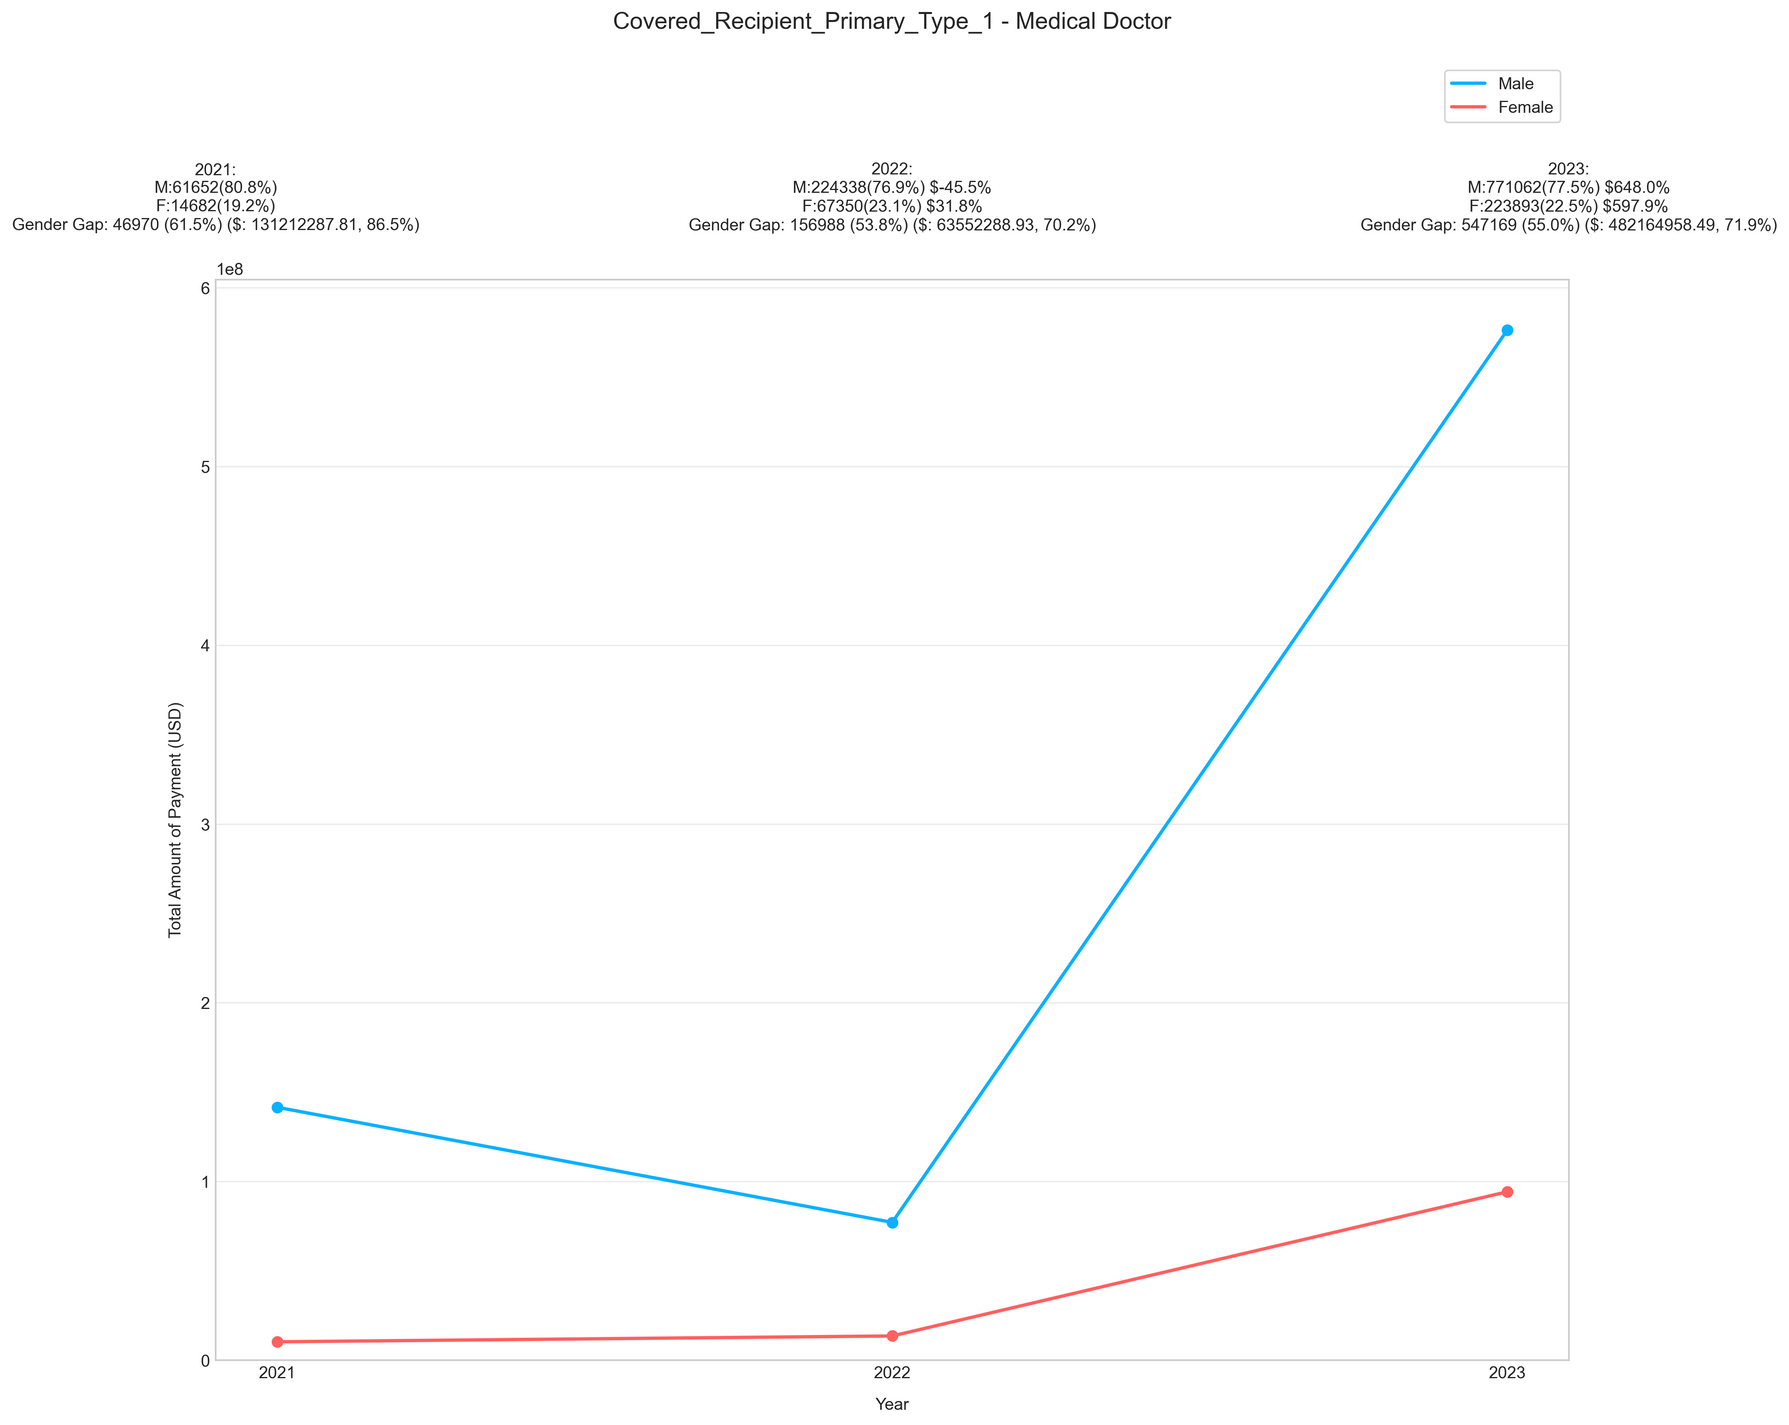 Covered_Recipient_Primary_Type_1 - Medical Doctor
Male
Female
2021:
M:61652(80.8%)
F:14682(19.2%)
Gender Gap: 46970 (61.5%) ($: 131212287.81, 86.5%)
2022:
M:224338(76.9%) $-45.5%
F:67350(23.1%) $31.8%
Gender Gap: 156988 (53.8%) ($: 63552288.93, 70.2%)
2023:
M:771062(77.5%) $648.0%
F:223893(22.5%) $597.9%
Gender Gap: 547169 (55.0%) ($: 482164958.49, 71.9%)
1e8
6
5
4
3
2
1
0
Total Amount of Payment (USD)
2021
2022
2023
Year